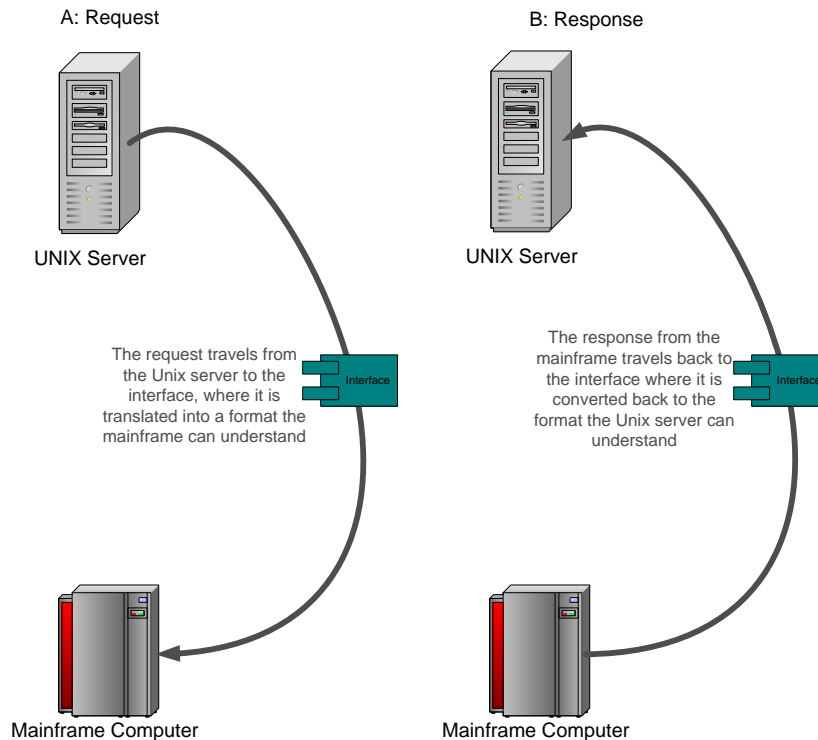 A: Request
UNIX Server
The request travels from
the Unix server to the
interface, where it is
translated into a format the
mainframe can understand
Interface
Mainframe Computer
B: Response
UNIX Server
The response from the
mainframe travels back to
the interface where it is
converted back to the
format the Unix server can
understand
Interface
Mainframe Computer